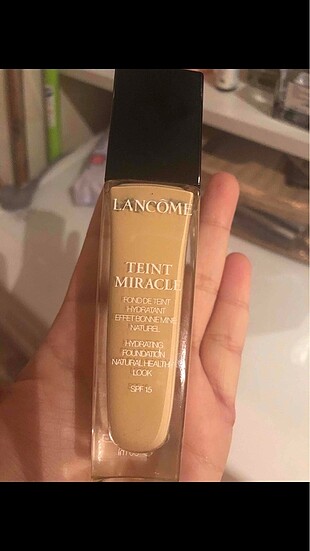 LANCÔME
TEINT
MIRACLE
FOND DE TEINT
HYDRATANT
EFFET BONNE MINE
NATUREL
HYDRATING
FOUNDATION
NATURAL HEALTHY
LOOK
SPF 15